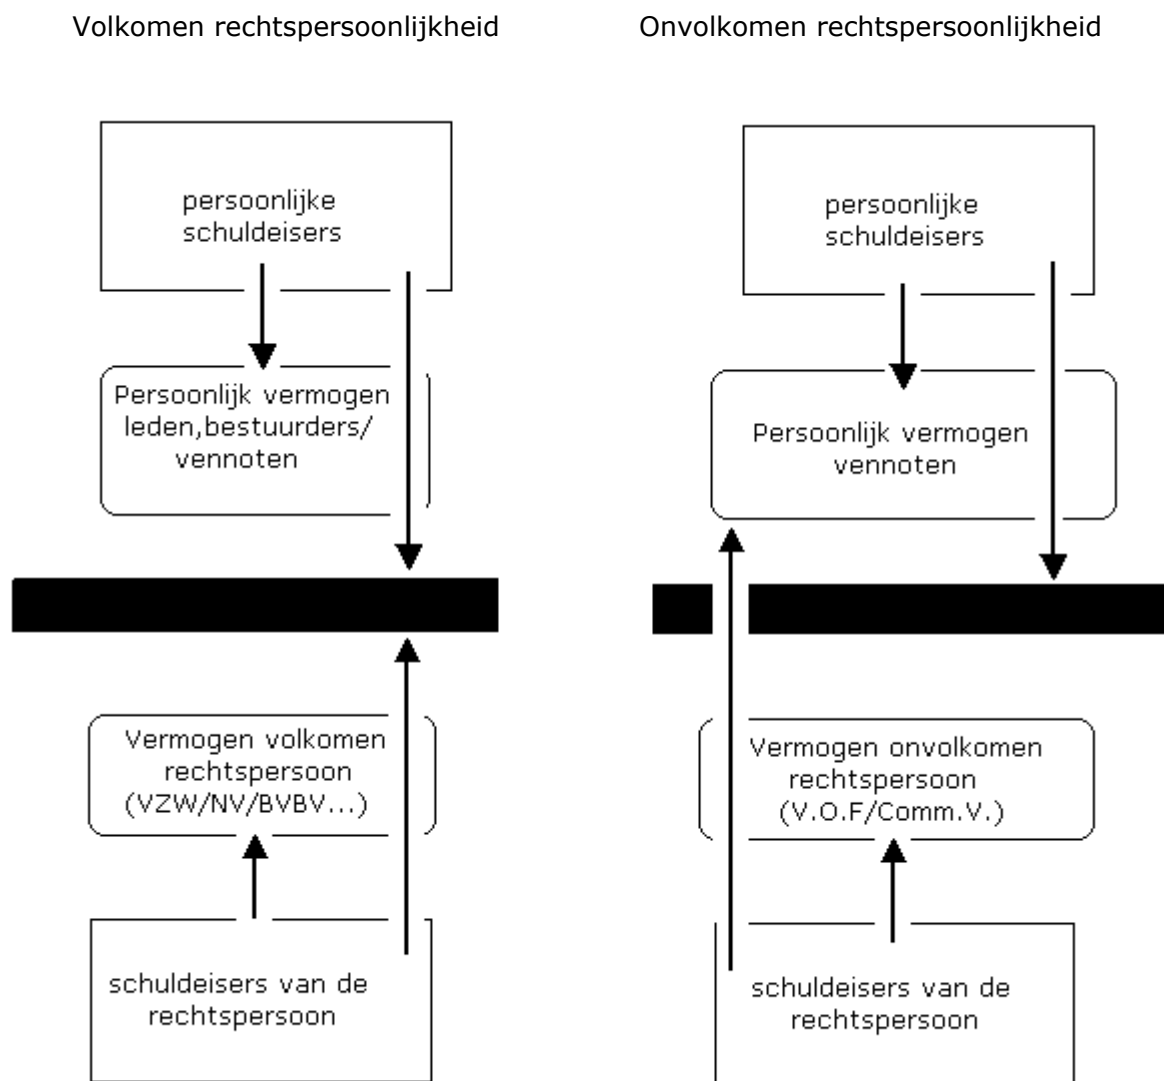 Volkomen rechtspersoonlijkheid
Onvolkomen rechtspersoonlijkheid
persoonlijke
schuldeisers
Persoonlijk vermogen
leden,bestuurders/
vennoten
Vermogen volkomen
rechtspersoon
(VZW/NV/BVBV...)
schuldeisers van de
rechtspersoon
persoonlijke
schuldeisers
Persoonlijk vermogen
vennoten
Vermogen onvolkomen
rechtspersoon
(V.O.F/Comm.V.)
schuldeisers van de
rechtspersoon